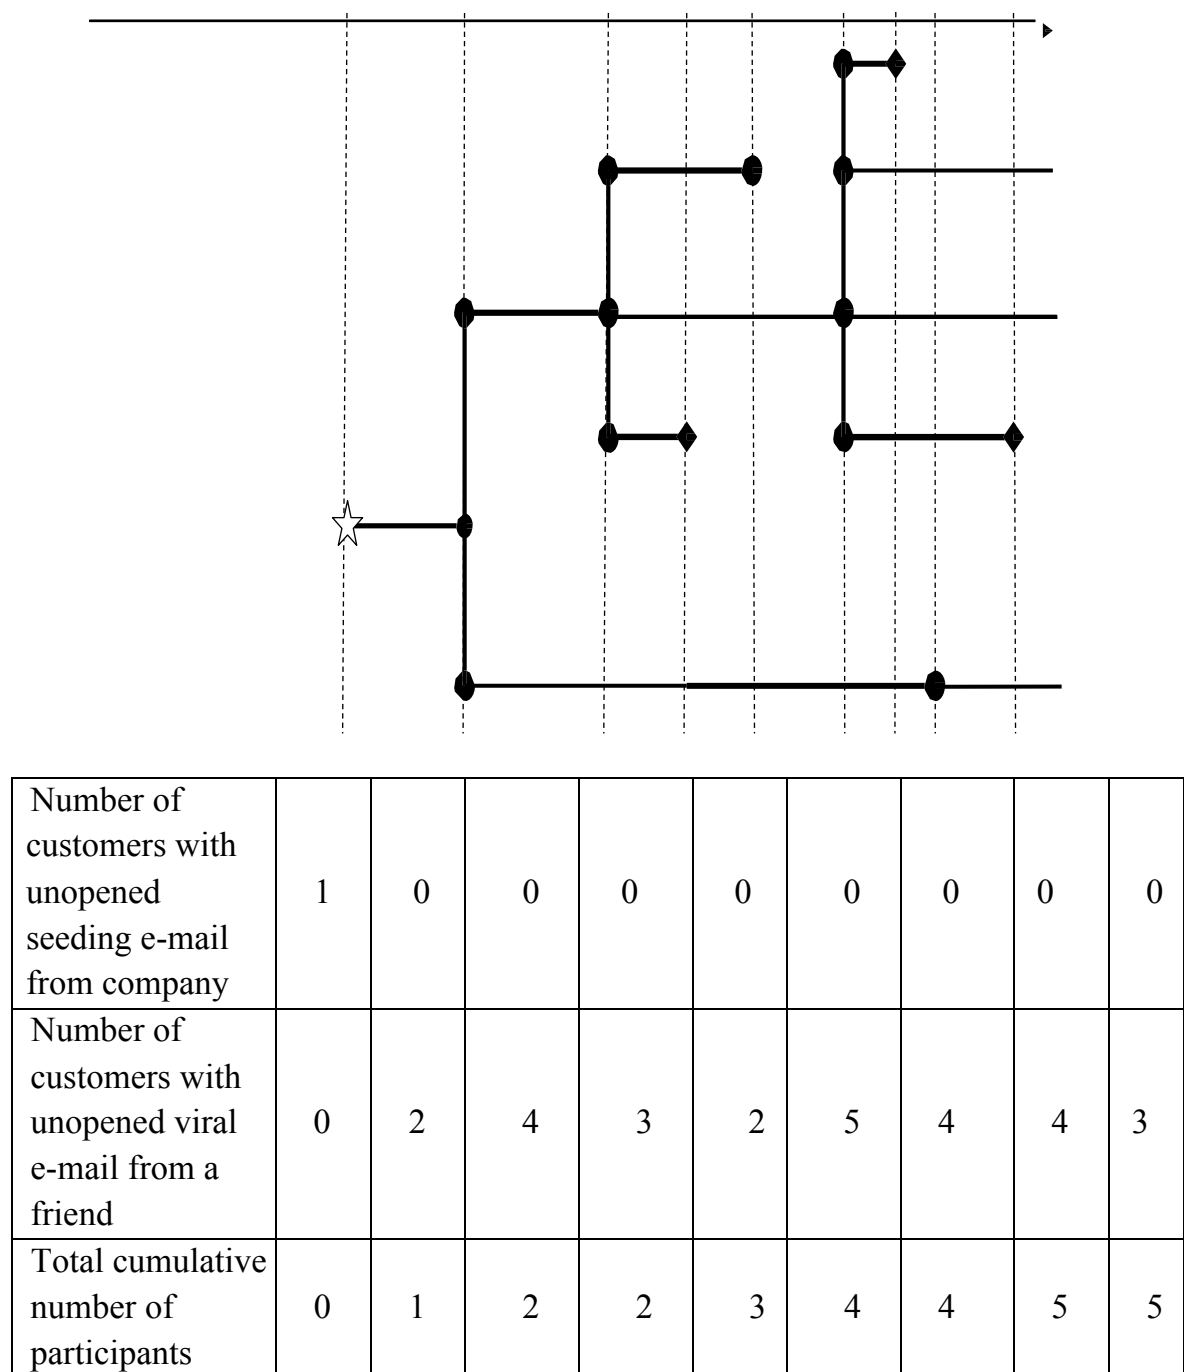 Number of
customers with
unopened
seeding e-mail
from company
1 0 0 0 0 0 0 0 0
Number of
customers with
unopened viral
e-mail from a
friend
0 2 4 3 2 5 4 4 3
Total cumulative
number of
participants
0 1 2 2 3 4 4 5 5